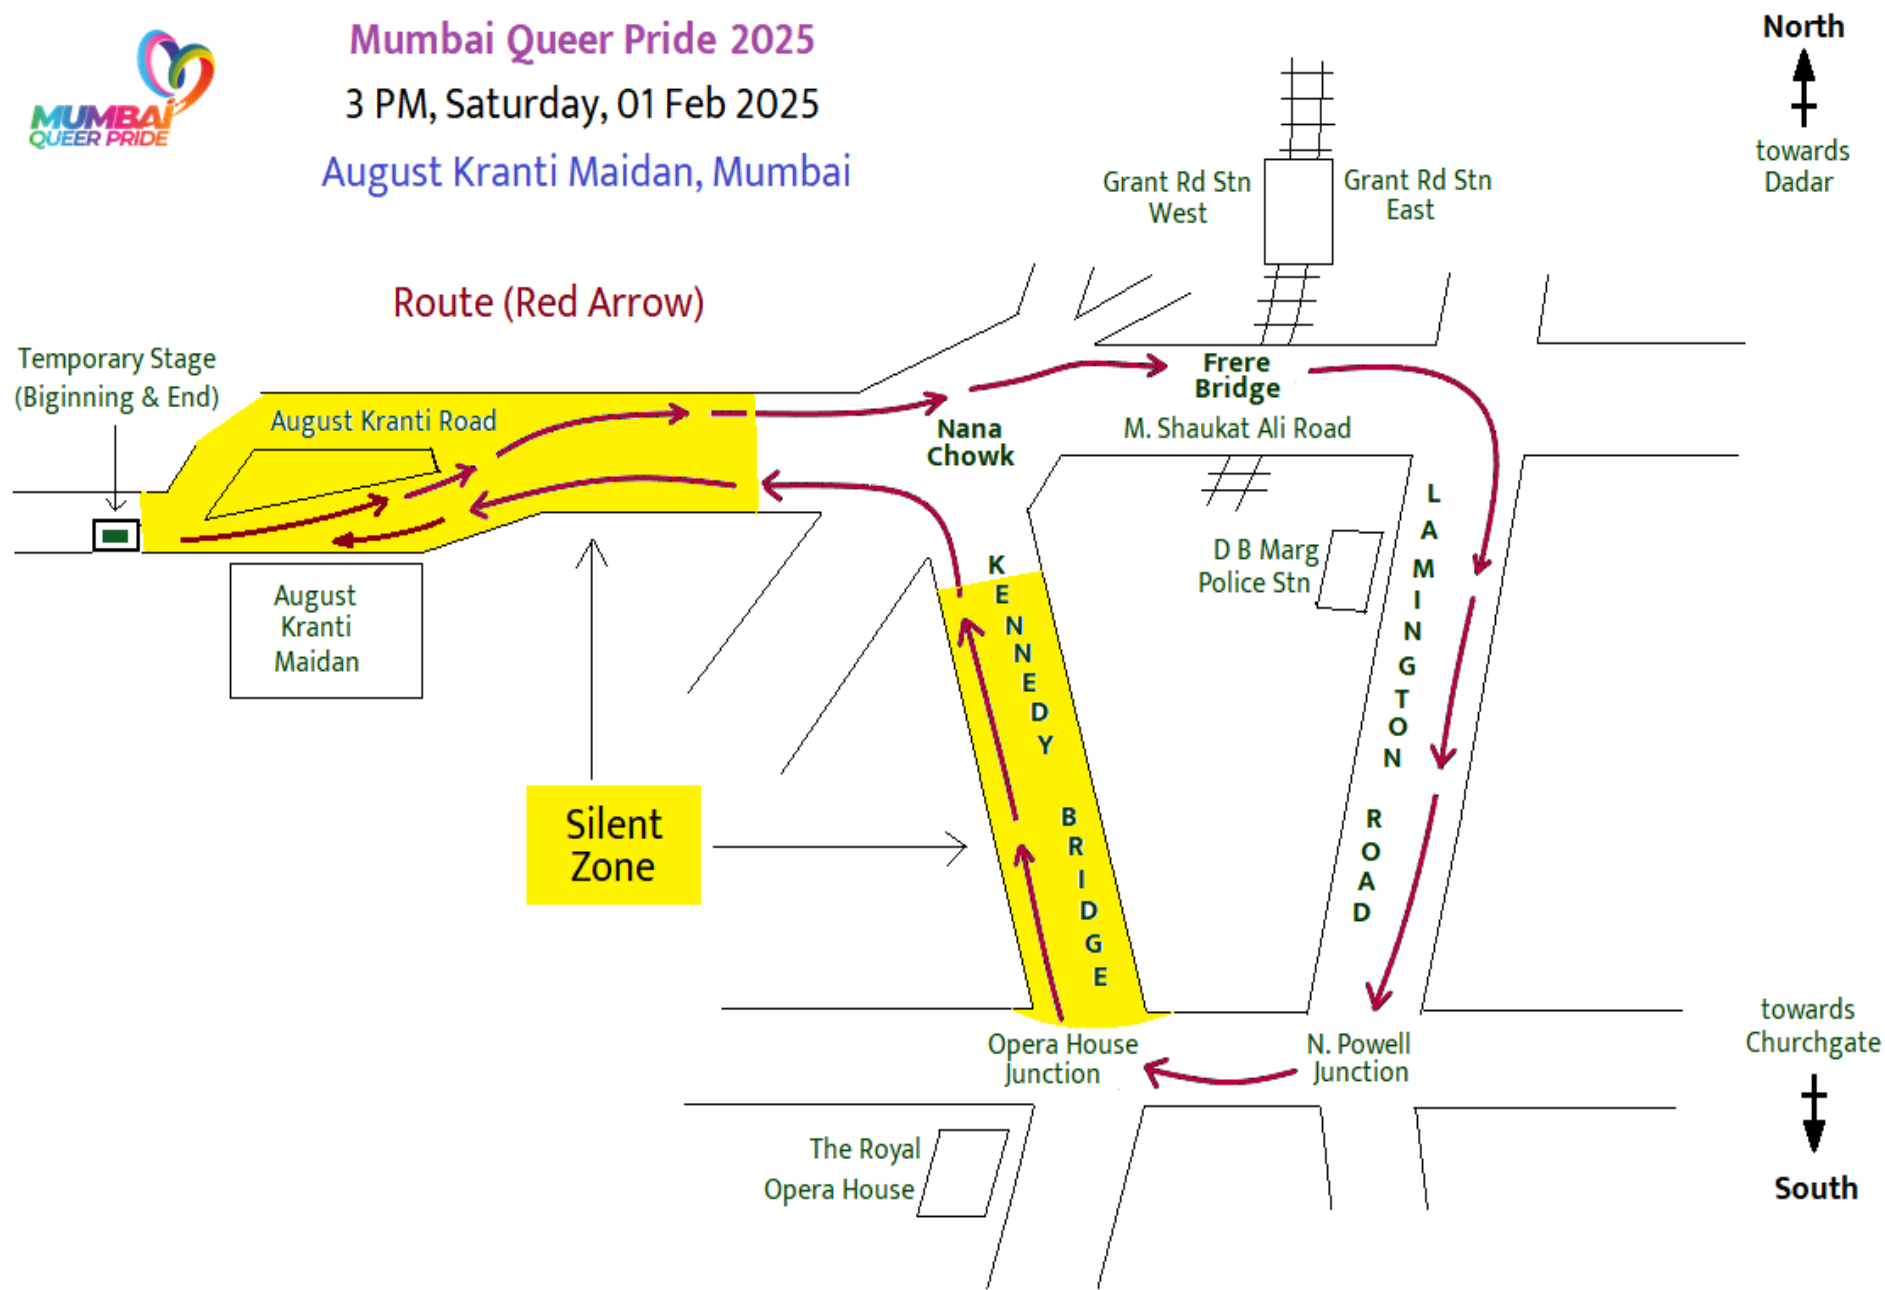 MUMBAI
QUEER PRIDE
Mumbai Queer Pride 2025
3 PM, Saturday, 01 Feb 2025
August Kranti Maidan, Mumbai
North
towards
Dadar
Grant Rd Stn
West
Grant Rd Stn
East
Route (Red Arrow)
Temporary Stage
(Biginning & End)
August Kranti Road
Frere
Bridge
Nana
Chowk
M. Shaukat Ali Road
LAMINGTON ROAD
D B Marg
Police Stn
KENNEDY BRIDGE
August
Kranti
Maidan
Silent
Zone
Opera House
Junction
N. Powell
Junction
towards
Churchgate
South
The Royal
Opera House